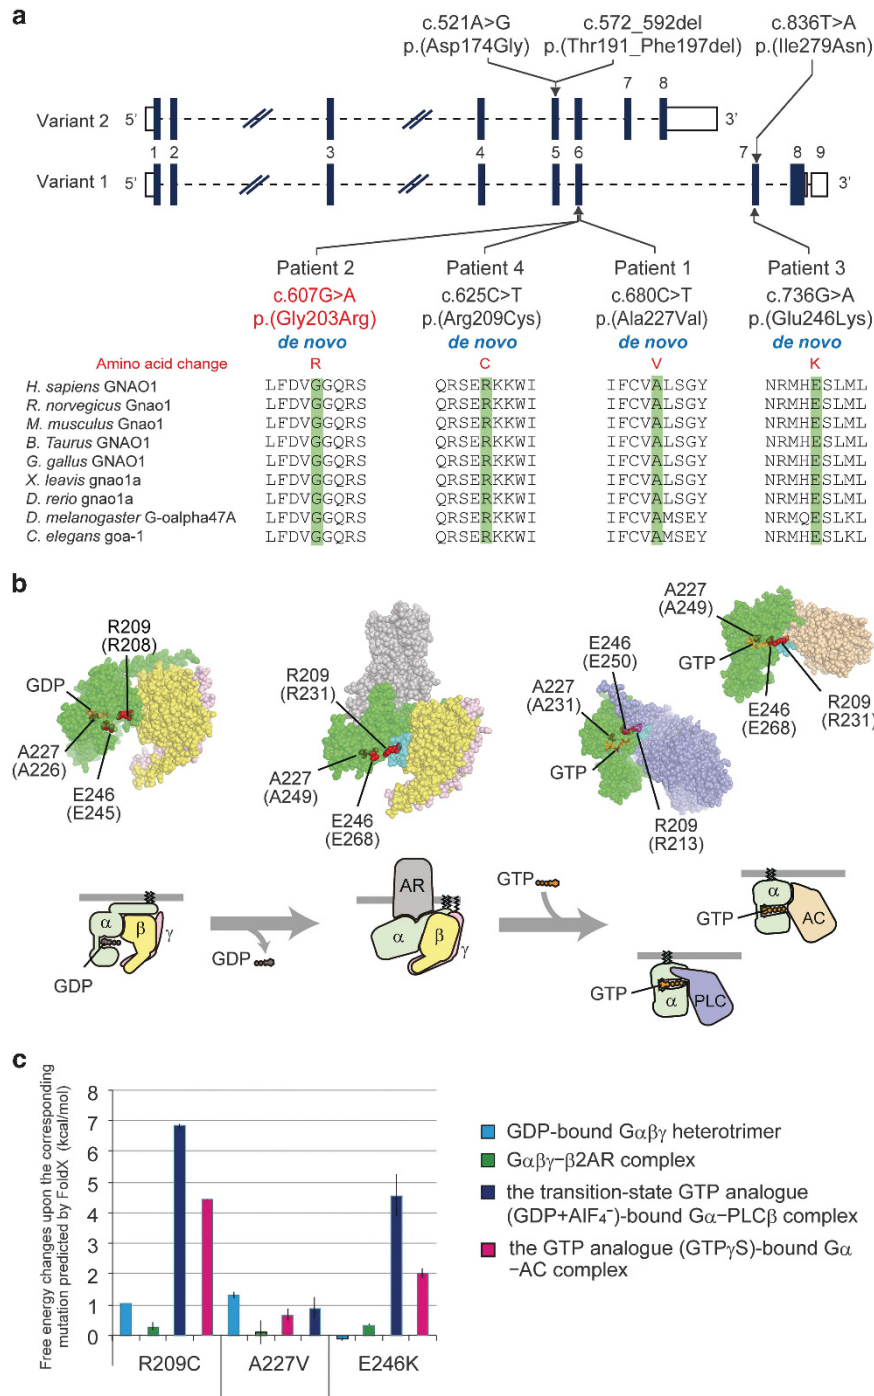 a
c.521A>G
p.(Asp174Gly)
c.572_592del
p.(Thr191_Phe197del)
c.836T>A
p.(Ile279Asn)
7 8
Variant 2 5' 3'
1 2 3 4 5 6 7 8 9
Variant 1 5' 3'
Patient 2 Patient 4 Patient 1 Patient 3
c.607G>A c.625C>T c.680C>T c.736G>A
p.(Gly203Arg) p.(Arg209Cys) p.(Ala227Val) p.(Glu246Lys)
de novo de novo de novo de novo
Amino acid change R C V K
H. sapiens GNAO1 LFDVGGQRS QRSERKKWI IFCVALSGY NRMHESLML
R. norvegicus Gnao1 LFDVGGQRS QRSERKKWI IFCVALSGY NRMHESLML
M. musculus Gnao1 LFDVGGQRS QRSERKKWI IFCVALSGY NRMHESLML
B. Taurus GNAO1 LFDVGGQRS QRSERKKWI IFCVALSGY NRMHESLML
G. gallus GNAO1 LFDVGGQRS QRSERKKWI IFCVALSGY NRMHESLML
X. leavis gnao1a LFDVGGQRS QRSERKKWI IFCVALSGY NRMHESLML
D. rerio gnao1a LFDVGGQRS QRSERKKWI IFCVALSGY NRMHESLML
D. melanogaster G-oalpha47A LFDVGGQRS QRSERKKWI IFCVAMSEY NRMQESLKL
C. elegans goa-1 LFDVGGQRS QRSERKKWI IFCVAMSEY NRMHESLKL
b
R209
(R208)
GDP
A227
(A226)
E246
(E245)
R209
(R231)
A227
(A249)
E246
(E268)
E246
(E250)
A227
(A231)
GTP
R209
(R213)
A227
(A249)
GTP
E246
(E268)
R209
(R231)
α β γ
GDP
GDP
AR
α β γ
GTP
α
GTP
AC
GTP
α
PLC
c
Free energy changes upon the corresponding
mutation predicted by FoldX (kcal/mol)
8
7
6
5
4
3
2
1
0
R209C A227V E246K
GDP-bound Gαβγ heterotrimer
Gαβγ–β2AR complex
the transition-state GTP analogue
(GDP+AlF₄⁻)-bound Gα–PLCβ complex
the GTP analogue (GTPγS)-bound Gα
–AC complex